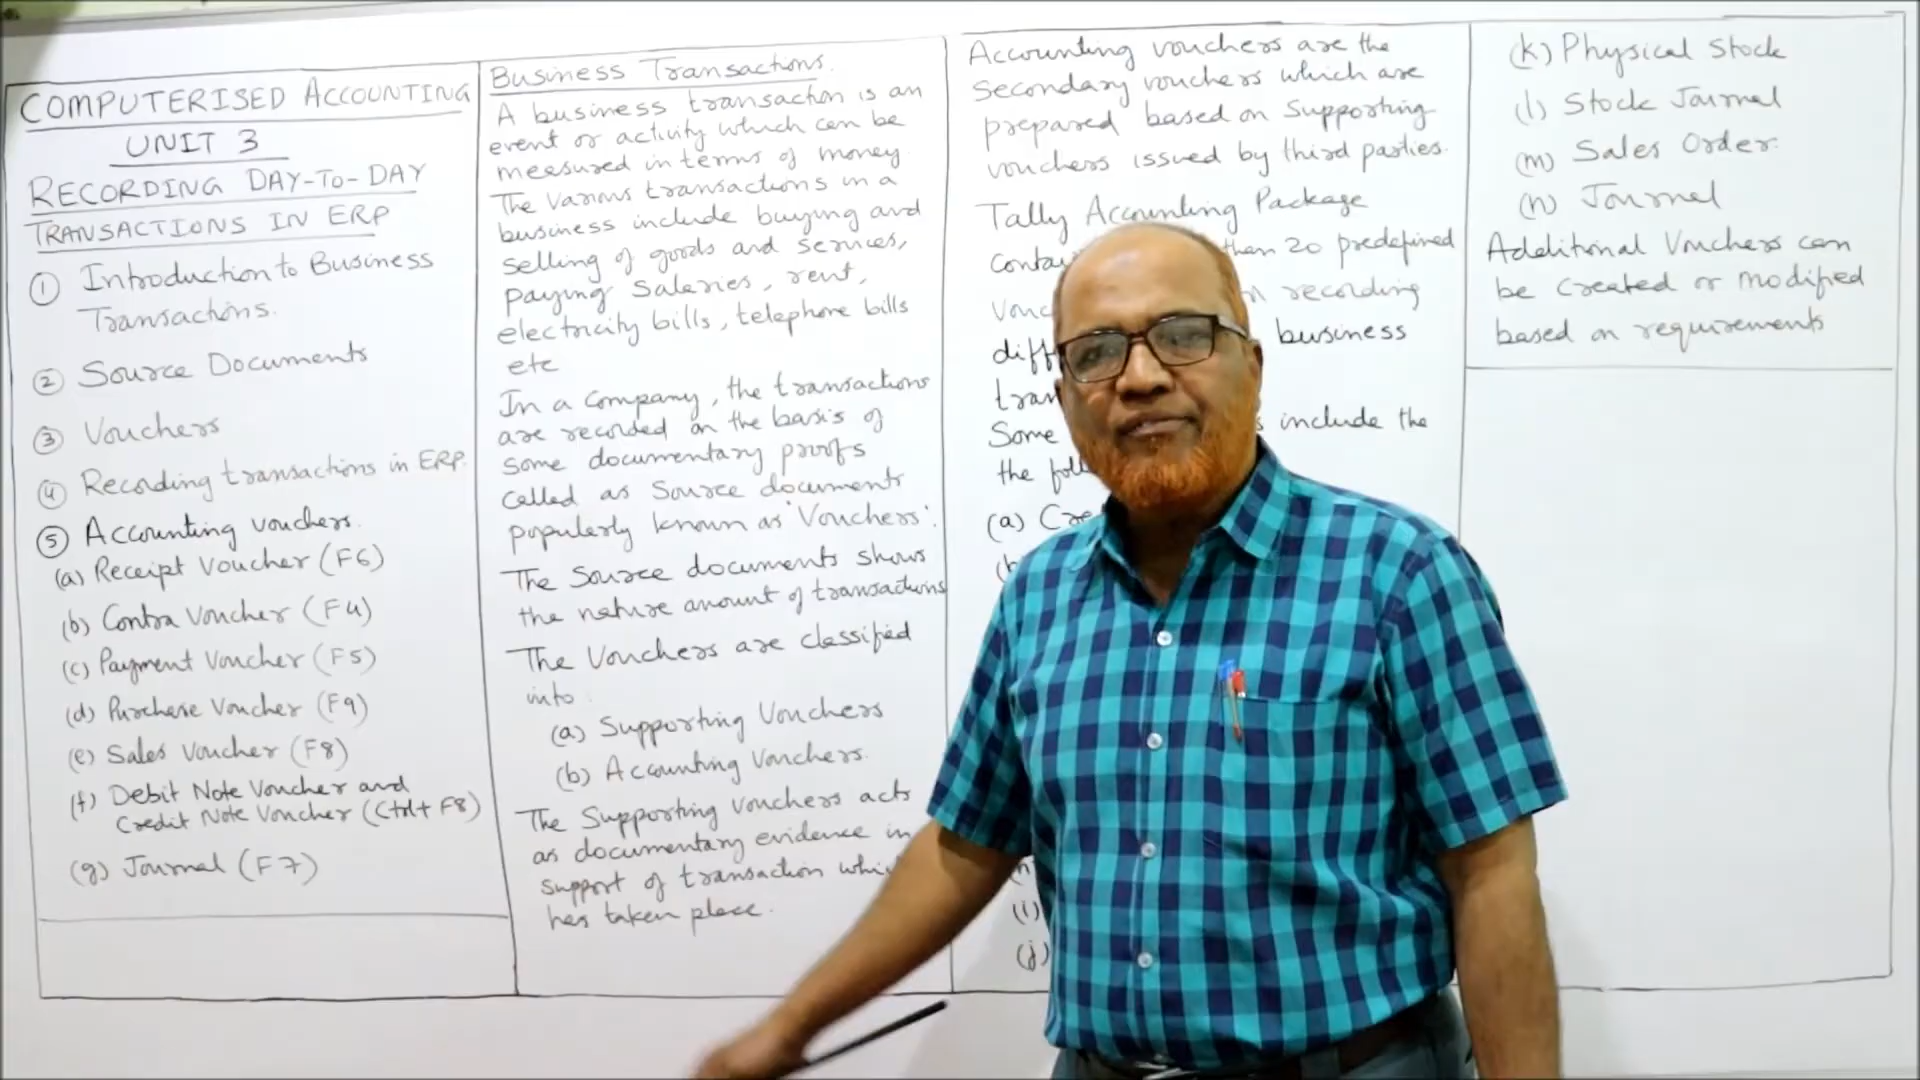 COMPUTERISED ACCOUNTING
UNIT 3
RECORDING DAY-TO-DAY
TRANSACTIONS IN ERP
① Introduction to Business
Transactions.
② Source Documents
③ Vouchers
④ Recording transactions in ERP.
⑤ Accounting vouchers.
(a) Receipt Voucher (F6)
(b) Contra Voucher (F4)
(c) Payment Voucher (F5)
(d) Purchase Voucher (F9)
(e) Sales Voucher (F8)
(f) Debit Note Voucher and
Credit Note Voucher (Ctrl+ F8)
(g) Journal (F7)
Business Transactions.
A business transaction is an
event or activity which can be
measured in terms of money.
The Various transactions in a
business include buying and
selling of goods and services,
paying salaries, rent,
electricity bills, telephone bills
etc
In a company, the transactions
are recorded on the basis of
some documentary proofs
called as Source documents
popularly known as 'Vouchers'.
The Source documents shows
the nature amount of transactions
The Vouchers are classified
into :
(a) Supporting Vouchers
(b) Accounting Vouchers.
The Supporting vouchers acts
as documentary evidence in
support of transaction whi
has taken place.
Accounting vouchers are the
secondary vouchers which are
prepared based on Supporting
vouchers issued by third parties.
Tally Accounting Package
than 20 predefined
recording
business
Some include the
the
(a) Cre
(i)
(j)
(k) Physical Stock
(l) Stock Journal
(m) Sales Order.
(n) Journal
Additional Vouchers can
be created or modified
based on requirements